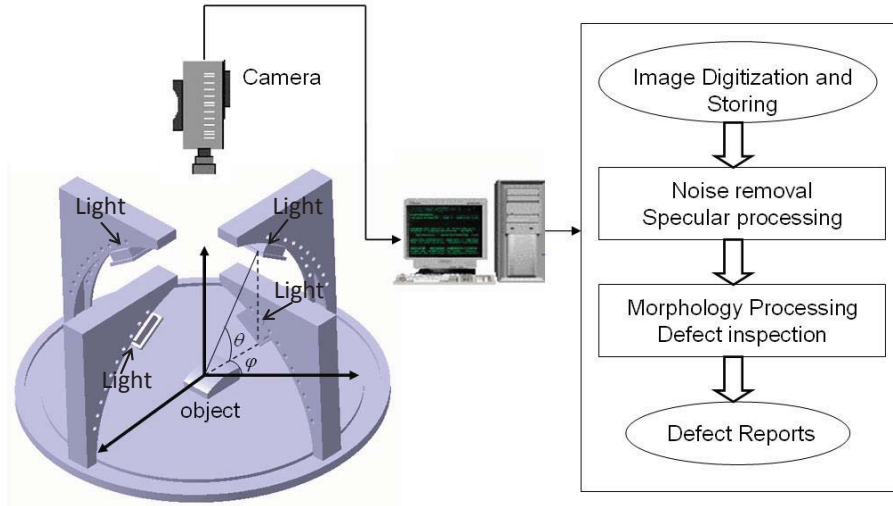 Camera
Light
Light
Light
Light
θ
φ
object
Image Digitization and
Storing
Noise removal
Specular processing
Morphology Processing
Defect inspection
Defect Reports